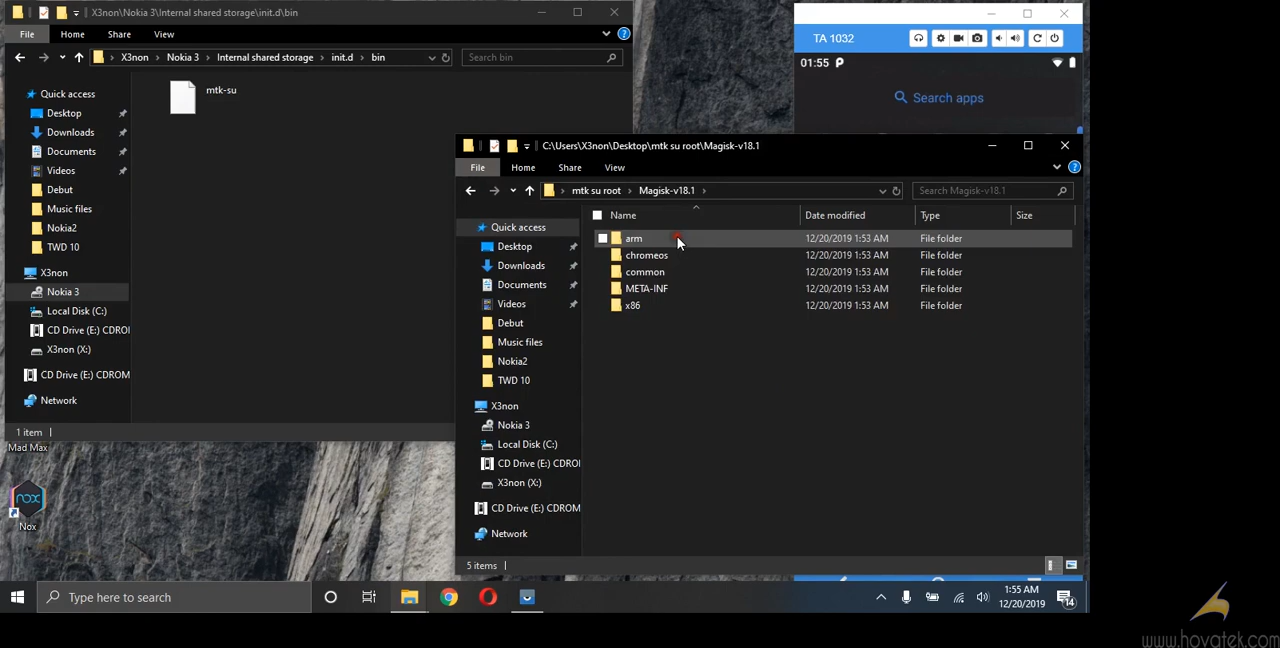 X3non\Nokia 3\Internal shared storage\init.d\bin
File Home Share View
X3non > Nokia 3 > Internal shared storage > init.d > bin
Search bin
Quick access
Desktop
Downloads
Documents
Videos
Debut
Music files
Nokia2
TWD 10
X3non
Nokia 3
Local Disk (C:)
CD Drive (E:) CDROM
X3non (X:)
CD Drive (E:) CDROM
Network
mtk-su
1 item
TA 1032
01:55
Search apps
C:\Users\X3non\Desktop\mtk su root\Magisk-v18.1
File Home Share View
mtk su root > Magisk-v18.1 >
Search Magisk-v18.1
Quick access
Desktop
Downloads
Documents
Videos
Debut
Music files
Nokia2
TWD 10
X3non
Nokia 3
Local Disk (C:)
CD Drive (E:) CDRO
X3non (X:)
CD Drive (E:) CDROM
Network
Name Date modified Type Size
arm 12/20/2019 1:53 AM File folder
chromeos 12/20/2019 1:53 AM File folder
common 12/20/2019 1:53 AM File folder
META-INF 12/20/2019 1:53 AM File folder
x86 12/20/2019 1:53 AM File folder
5 items
Mad Max
nox
Nox
Type here to search
1:55 AM
12/20/2019
14
www.hovatek.com